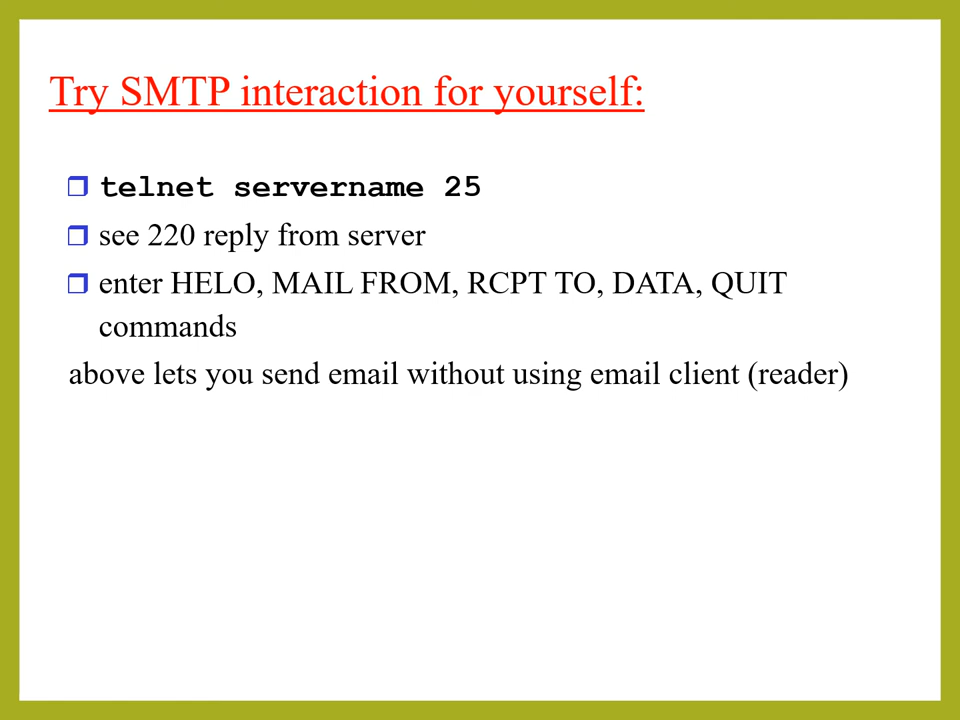 Try SMTP interaction for yourself:
telnet servername 25
see 220 reply from server
enter HELO, MAIL FROM, RCPT TO, DATA, QUIT
commands
above lets you send email without using email client (reader)